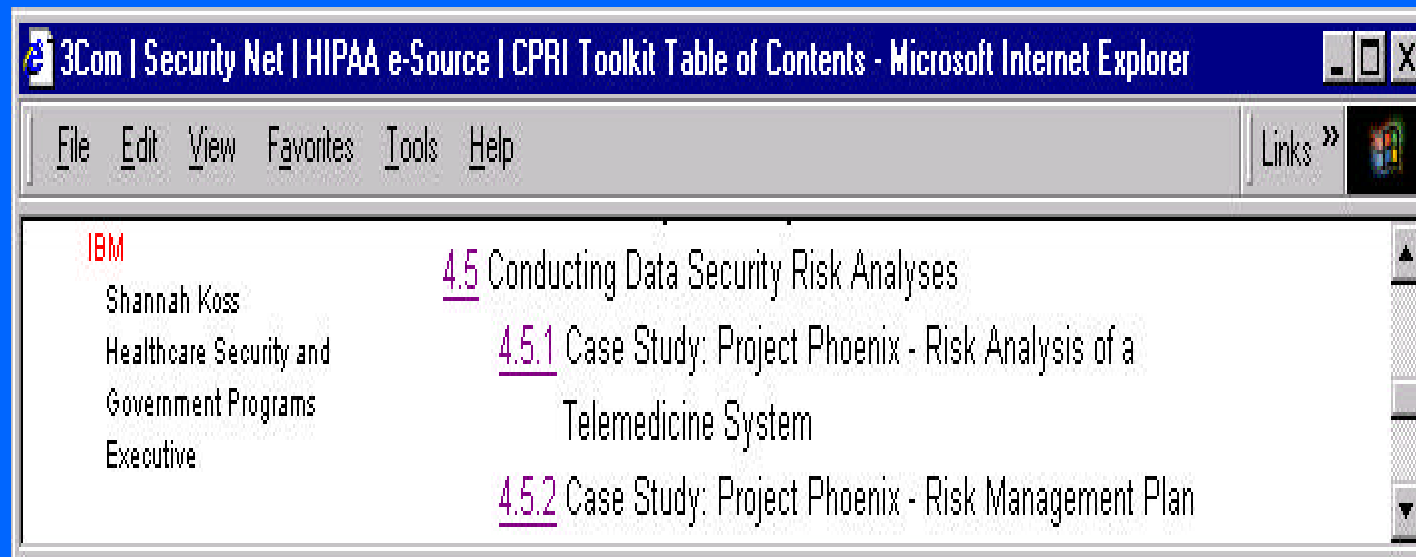 3Com | Security Net | HIPAA e-Source | CPRI Toolkit Table of Contents - Microsoft Internet Explorer
File Edit View Favorites Tools Help
Links »
IBM
Shannah Koss
Healthcare Security and
Government Programs
Executive
4.5 Conducting Data Security Risk Analyses
4.5.1 Case Study: Project Phoenix - Risk Analysis of a
Telemedicine System
4.5.2 Case Study: Project Phoenix - Risk Management Plan